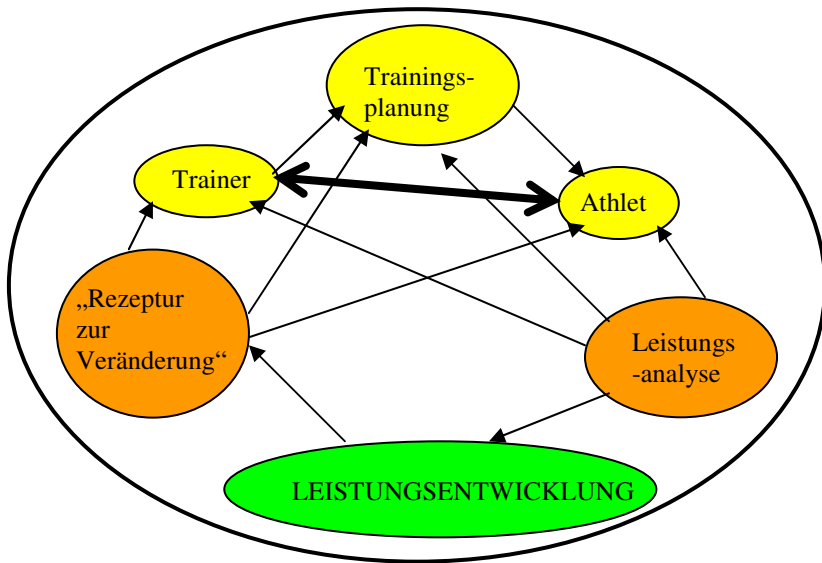 Trainings-
planung
Trainer
Athlet
„Rezeptur
zur
Veränderung“
Leistungs
-analyse
LEISTUNGSENTWICKLUNG